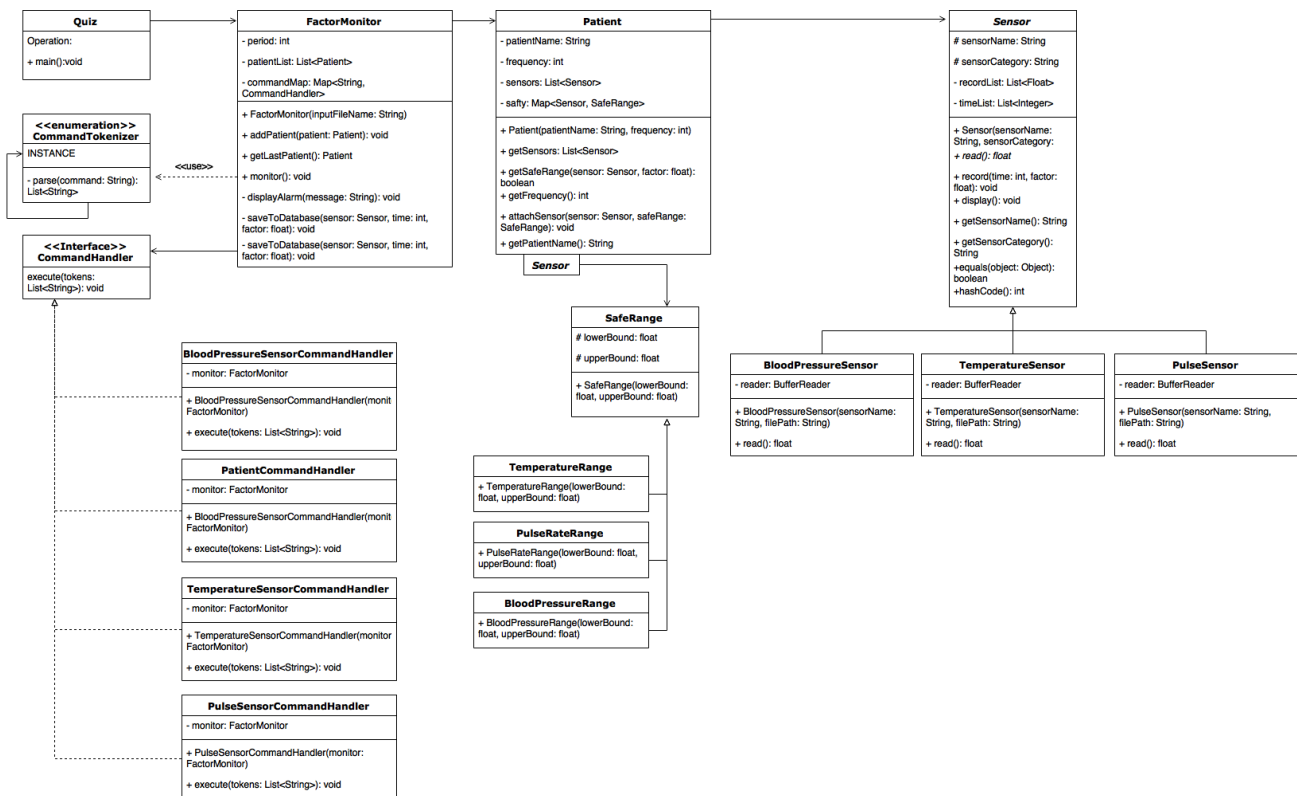 Quiz
Operation:
+ main():void
FactorMonitor
- period: int
- patientList: List<Patient>
- commandMap: Map<String,
CommandHandler>
+ FactorMonitor(inputFileName: String)
+ addPatient(patient: Patient): void
+ getLastPatient(): Patient
+ monitor(): void
- displayAlarm(message: String): void
- saveToDatabase(sensor: Sensor, time: int,
factor: float): void
- saveToDatabase(sensor: Sensor, time: int,
factor: float): void
Patient
- patientName: String
- frequency: int
- sensors: List<Sensor>
- safty: Map<Sensor, SafeRange>
+ Patient(patientName: String, frequency: int)
+ getSensors: List<Sensor>
+ getSafeRange(sensor: Sensor, factor: float):
boolean
+ getFrequency(): int
+ attachSensor(sensor: Sensor, safeRange:
SafeRange): void
+ getPatientName(): String
Sensor
Sensor
# sensorName: String
# sensorCategory: String
- recordList: List<Float>
- timeList: List<Integer>
+ Sensor(sensorName:
String, sensorCategory:
+ read(): float
+ record(time: int, factor:
float): void
+ display(): void
+ getSensorName(): String
+ getSensorCategory():
String
+equals(object: Object):
boolean
+hashCode(): int
<<enumeration>>
CommandTokenizer
INSTANCE
- parse(command: String):
List<String>
<<use>>
<<Interface>>
CommandHandler
execute(tokens:
List<String>): void
SafeRange
# lowerBound: float
# upperBound: float
+ SafeRange(lowerBound:
float, upperBound: float)
BloodPressureSensor
- reader: BufferReader
+ BloodPressureSensor(sensorName:
String, filePath: String)
+ read(): float
TemperatureSensor
- reader: BufferReader
+ TemperatureSensor(sensorName:
String, filePath: String)
+ read(): float
PulseSensor
- reader: BufferReader
+ PulseSensor(sensorName: String,
filePath: String)
+ read(): float
BloodPressureSensorCommandHandler
- monitor: FactorMonitor
+ BloodPressureSensorCommandHandler(monit
FactorMonitor)
+ execute(tokens: List<String>): void
PatientCommandHandler
- monitor: FactorMonitor
+ BloodPressureSensorCommandHandler(monit
FactorMonitor)
+ execute(tokens: List<String>): void
TemperatureSensorCommandHandler
- monitor: FactorMonitor
+ TemperatureSensorCommandHandler(monitor
FactorMonitor)
+ execute(tokens: List<String>): void
PulseSensorCommandHandler
- monitor: FactorMonitor
+ PulseSensorCommandHandler(monitor:
FactorMonitor)
+ execute(tokens: List<String>): void
TemperatureRange
+ TemperatureRange(lowerBound:
float, upperBound: float)
PulseRateRange
+ PulseRateRange(lowerBound: float,
upperBound: float)
BloodPressureRange
+ BloodPressureRange(lowerBound:
float, upperBound: float)